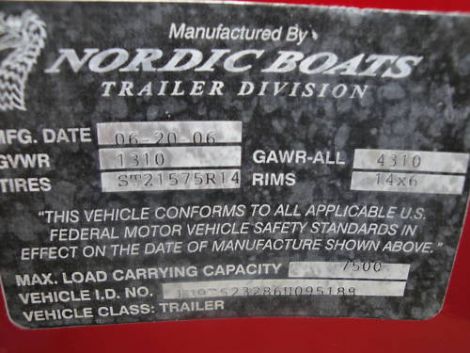 Manufactured By
NORDIC BOATS
TRAILER DIVISION
MFG. DATE 06-20-06
GVWR 1310 GAWR-ALL 4310
TIRES ST21575R14 RIMS 14x6
"THIS VEHICLE CONFORMS TO ALL APPLICABLE U.S.
FEDERAL MOTOR VEHICLE SAFETY STANDARDS IN
EFFECT ON THE DATE OF MANUFACTURE SHOWN ABOVE."
MAX. LOAD CARRYING CAPACITY 7500
VEHICLE I.D. NO.
VEHICLE CLASS: TRAILER